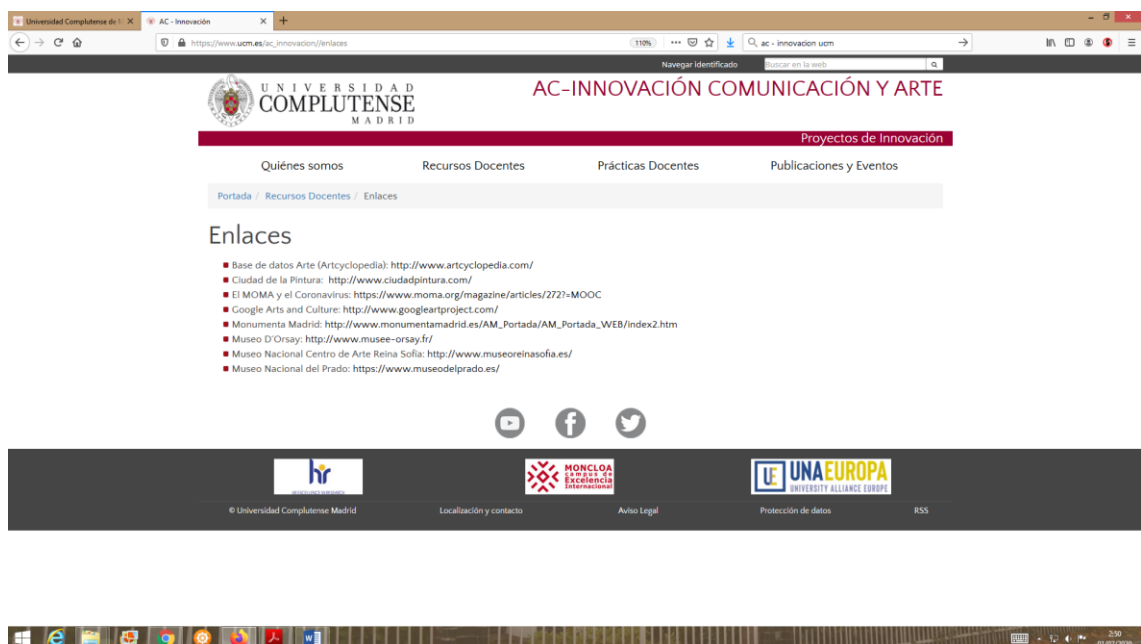 Universidad Complutense de
AC - Innovación
https://www.ucm.es/ac_innovacion//enlaces
110%
ac - innovacion ucm
Navegar identificado
Buscar en la web
UNIVERSIDAD
COMPLUTENSE
MADRID
AC-INNOVACIÓN COMUNICACIÓN Y ARTE
Proyectos de Innovación
Quiénes somos Recursos Docentes Prácticas Docentes Publicaciones y Eventos
Portada / Recursos Docentes / Enlaces
Enlaces
Base de datos Arte (Artcyclopedia): http://www.artcyclopedia.com/
Ciudad de la Pintura: http://www.ciudadpintura.com/
El MOMA y el Coronavirus: https://www.moma.org/magazine/articles/272?=MOOC
Google Arts and Culture: http://www.googleartproject.com/
Monumenta Madrid: http://www.monumentamadrid.es/AM_Portada/AM_Portada_WEB/index2.htm
Museo D'Orsay: http://www.musee-orsay.fr/
Museo Nacional Centro de Arte Reina Sofía: http://www.museoreinasofia.es/
Museo Nacional del Prado: https://www.museodelprado.es/
hr
MONCLOA
campus de
Excelencia
Internacional
UE UNAEUROPA
UNIVERSITY ALLIANCE EUROPE
© Universidad Complutense Madrid Localización y contacto Aviso Legal Protección de datos RSS
2:50
01/07/2020